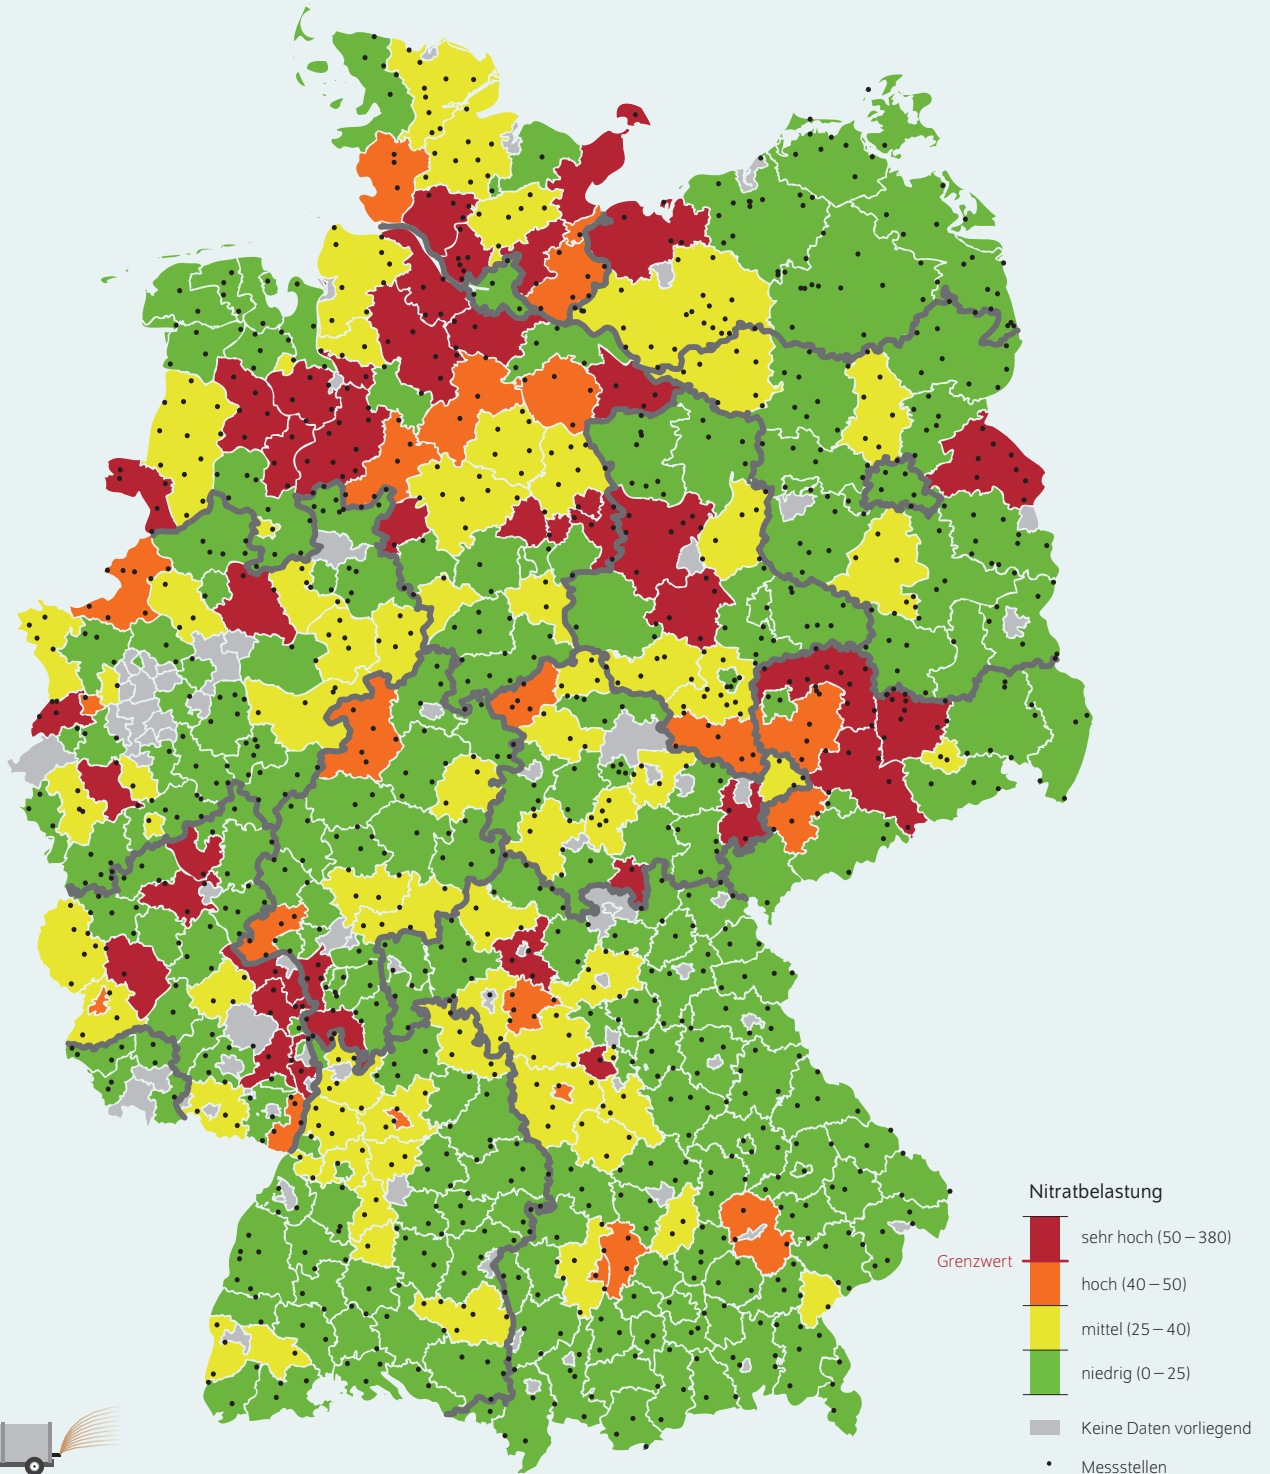 Nitratbelastung
sehr hoch (50 – 380)
Grenzwert
hoch (40 – 50)
mittel (25 – 40)
niedrig (0 – 25)
Keine Daten vorliegend
Messstellen